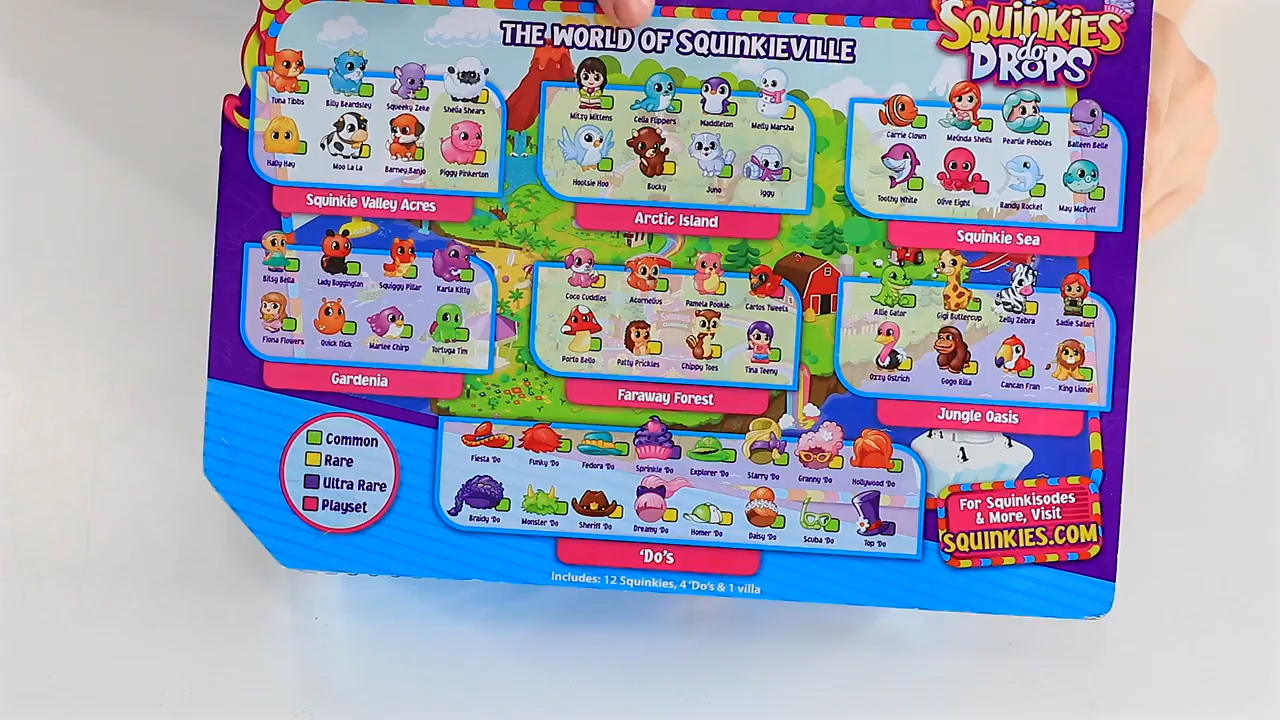 THE WORLD OF SQUINKIEVILLE
SQUINKIES
do
DROPS
Tuna Tibbs
Billy Beardsley
Squeeky Zeke
Shelia Shears
Hally Hay
Moo La La
Barney Banjo
Piggy Pinkerton
Squinkie Valley Acres
Mitzy Mittens
Celia Flippers
Waddleton
Melty Marsha
Hootsie Hoo
Bucky
Juno
Iggy
Arctic Island
Carrie Clown
Melinda Shells
Pearlie Pebbles
Baileen Belle
Toothy White
Olive Eight
Randy Rocket
May McPuff
Squinkie Sea
Bitsy Bella
Lady Buggington
Squiggy Pillar
Karla Kitty
Fiona Flowers
Quick Nick
Marlee Chirp
Tortuga Tim
Gardenia
Coco Cuddles
Acornelius
Pamela Pookie
Carlos Tweets
Porto Bello
Patty Prickles
Chippy Toes
Tina Teeny
Faraway Forest
Allie Gator
Gigi Buttercup
Zelly Zebra
Sadie Safari
Ozzy Ostrich
Gogo Rilla
Cancan Fran
King Lionel
Jungle Oasis
Common
Rare
Ultra Rare
Playset
Fiesta 'Do
Funky 'Do
Fedora 'Do
Sprinkle 'Do
Explorer 'Do
Starry 'Do
Granny 'Do
Hollywood 'Do
Braidy 'Do
Monster 'Do
Sheriff 'Do
Dreamy 'Do
Homer 'Do
Daisy 'Do
Scuba 'Do
Top 'Do
'Do's
Includes: 12 Squinkies, 4 'Do's & 1 villa
For Squinkisodes
& More, Visit
SQUINKIES.COM